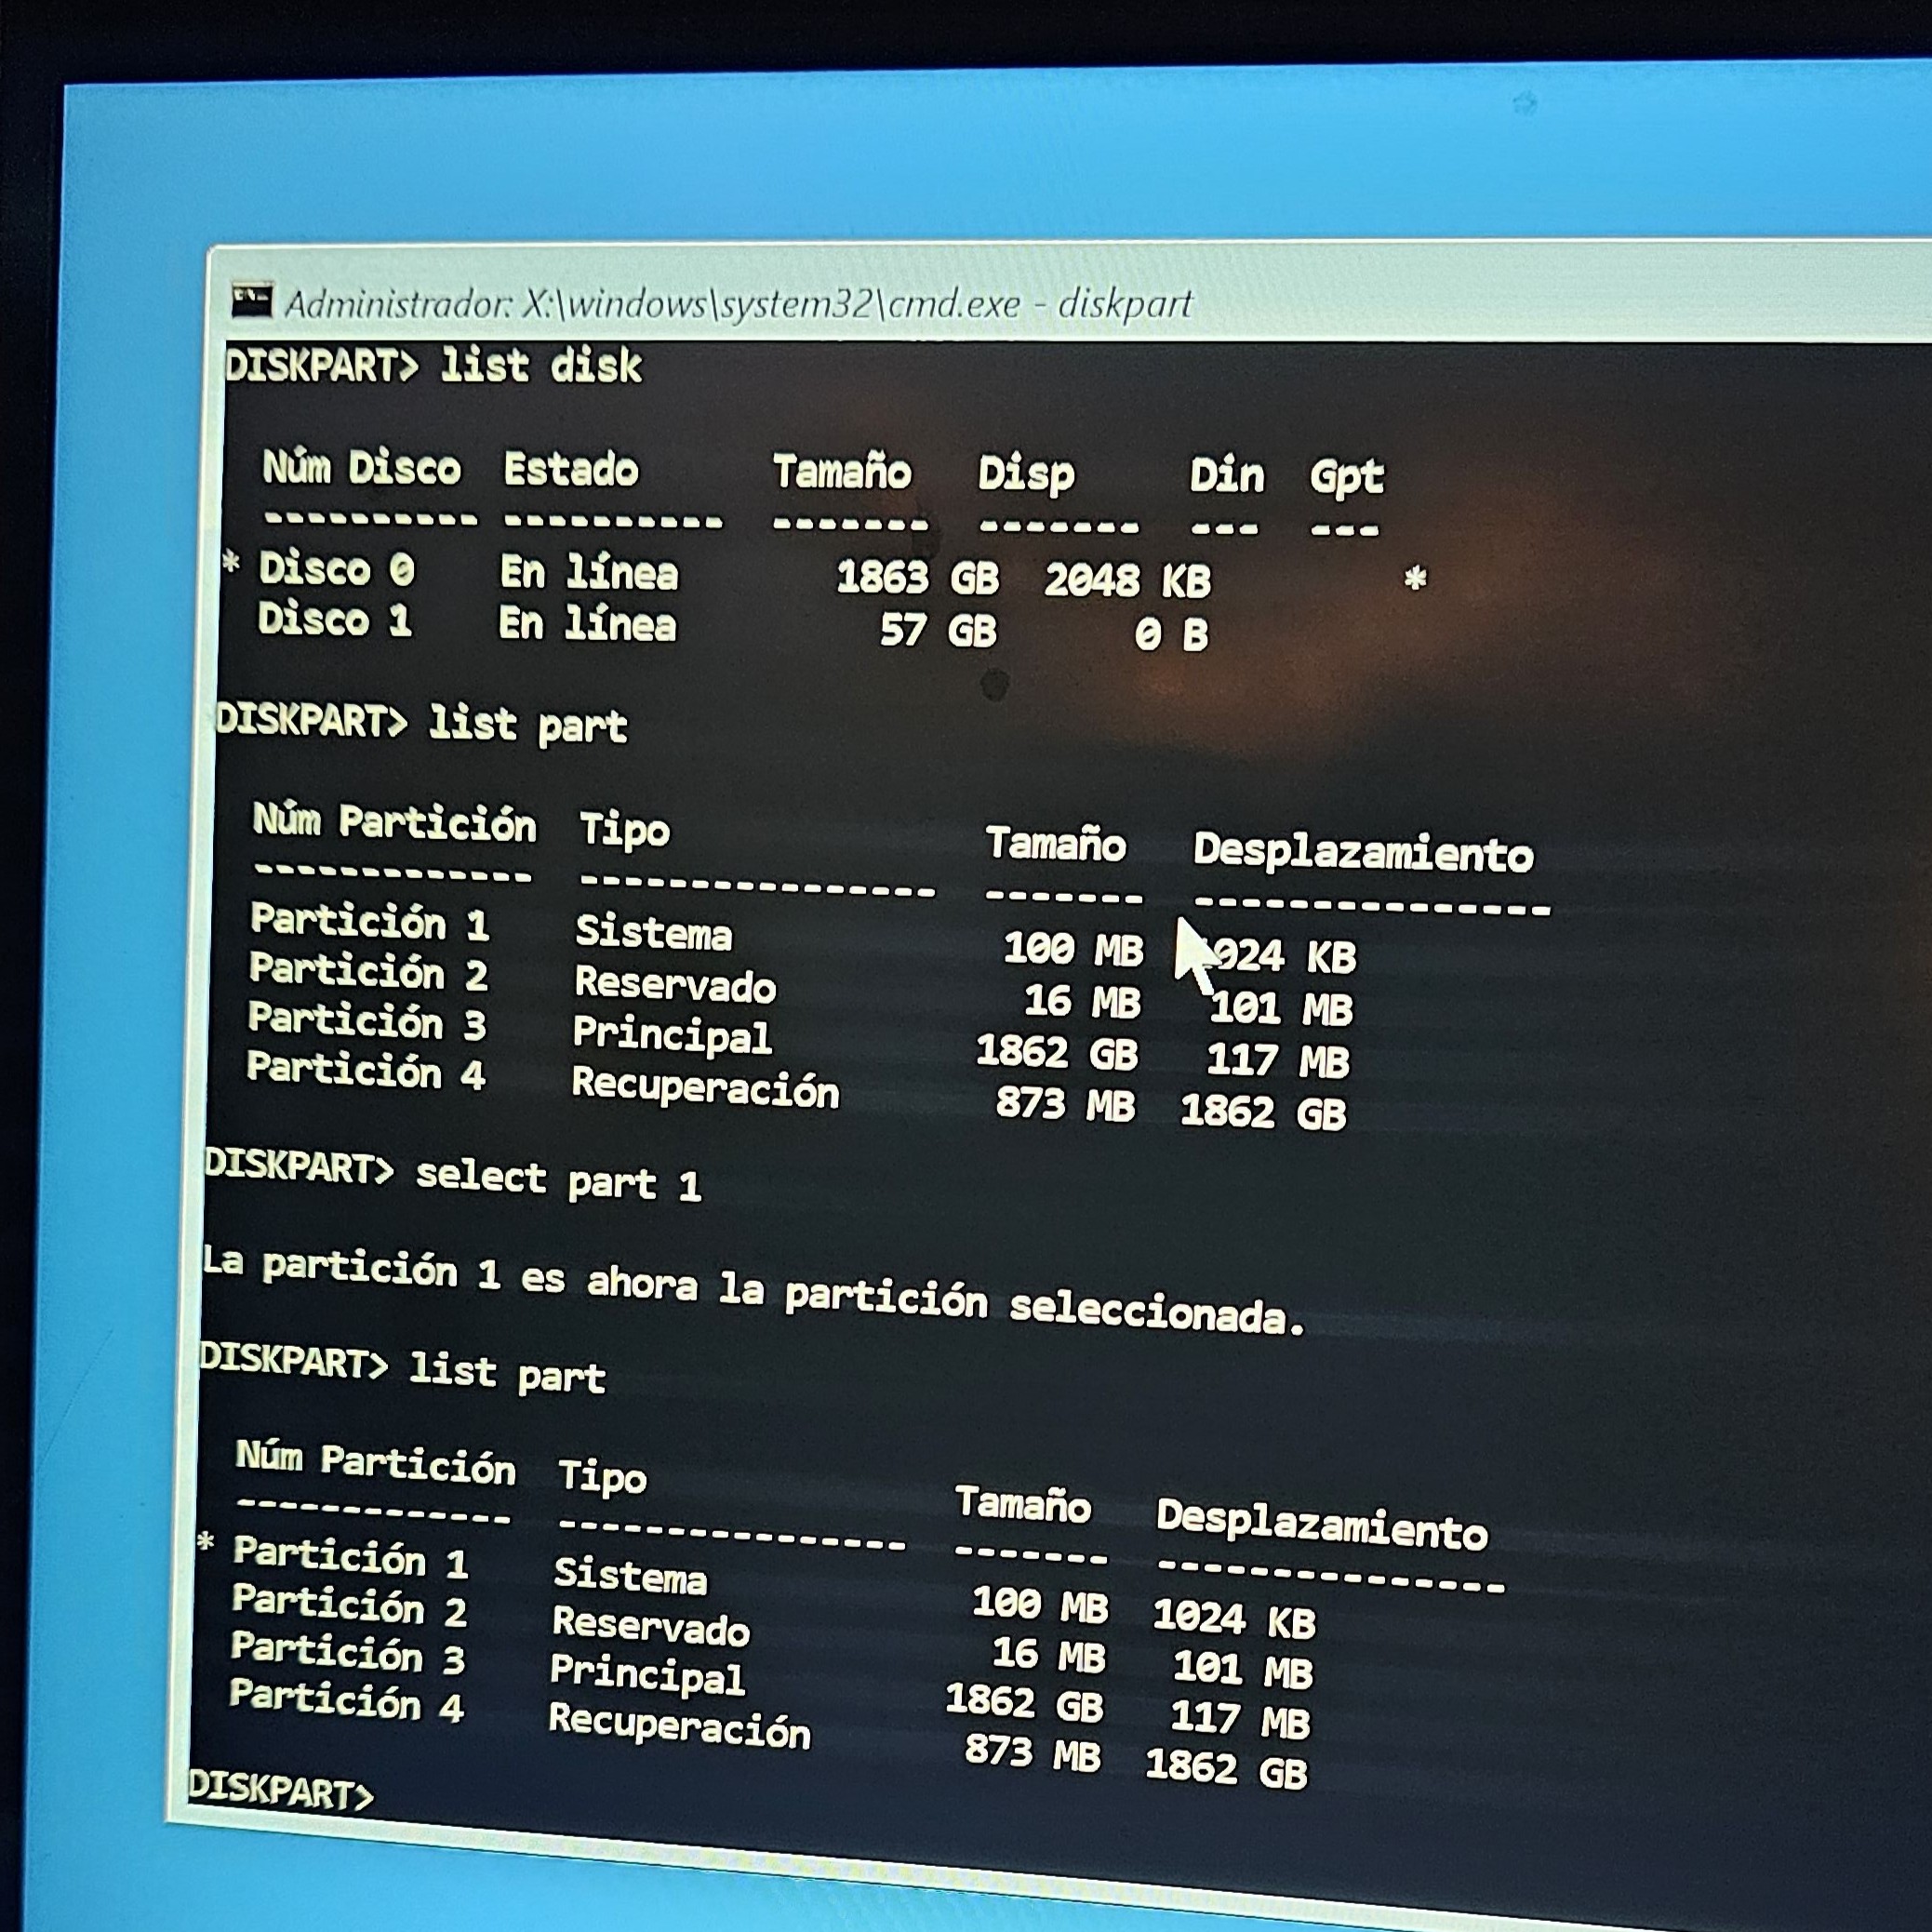 Administrador: X:\windows\system32\cmd.exe - diskpart
DISKPART> list disk
Núm Disco  Estado      Tamaño   Disp     Din  Gpt
---------- ----------  -------  -------  ---  ---
* Disco 0    En línea       1863 GB  2048 KB        *
Disco 1    En línea         57 GB      0 B
DISKPART> list part
Núm Partición  Tipo              Tamaño   Desplazamiento
-------------  ----------------  -------  ---------------
Partición 1    Sistema            100 MB  1024 KB
Partición 2    Reservado           16 MB   101 MB
Partición 3    Principal         1862 GB   117 MB
Partición 4    Recuperación       873 MB  1862 GB
DISKPART> select part 1
La partición 1 es ahora la partición seleccionada.
DISKPART> list part
Núm Partición  Tipo              Tamaño   Desplazamiento
-------------  ----------------  -------  ---------------
* Partición 1    Sistema            100 MB  1024 KB
Partición 2    Reservado           16 MB   101 MB
Partición 3    Principal         1862 GB   117 MB
Partición 4    Recuperación       873 MB  1862 GB
DISKPART>